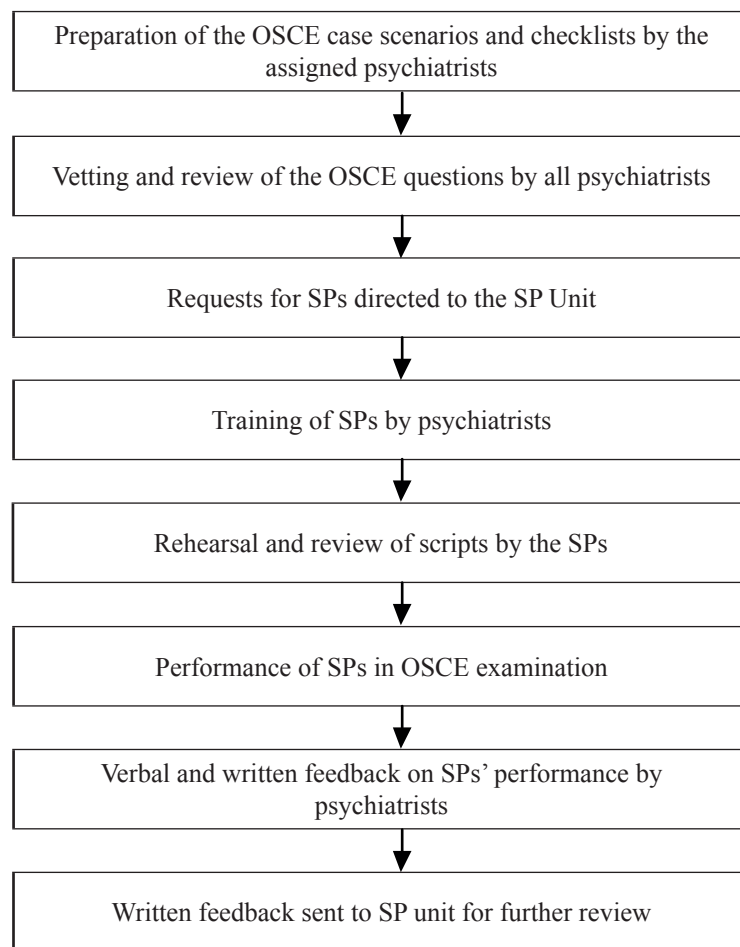 Preparation of the OSCE case scenarios and checklists by the
assigned psychiatrists
Vetting and review of the OSCE questions by all psychiatrists
Requests for SPs directed to the SP Unit
Training of SPs by psychiatrists
Rehearsal and review of scripts by the SPs
Performance of SPs in OSCE examination
Verbal and written feedback on SPs’ performance by
psychiatrists
Written feedback sent to SP unit for further review